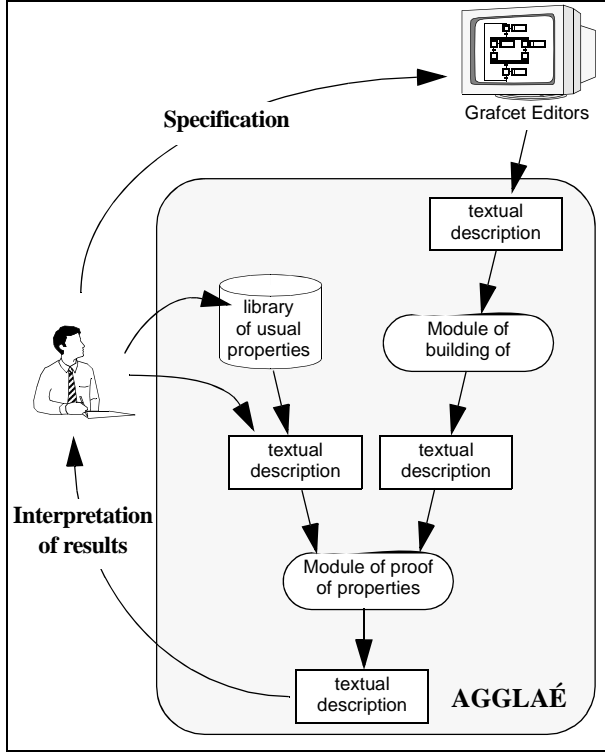 Grafcet Editors
Specification
textual
description
library
of usual
properties
Module of
building of
textual
description
textual
description
Interpretation
of results
Module of proof
of properties
textual
description
AGGLAÉ